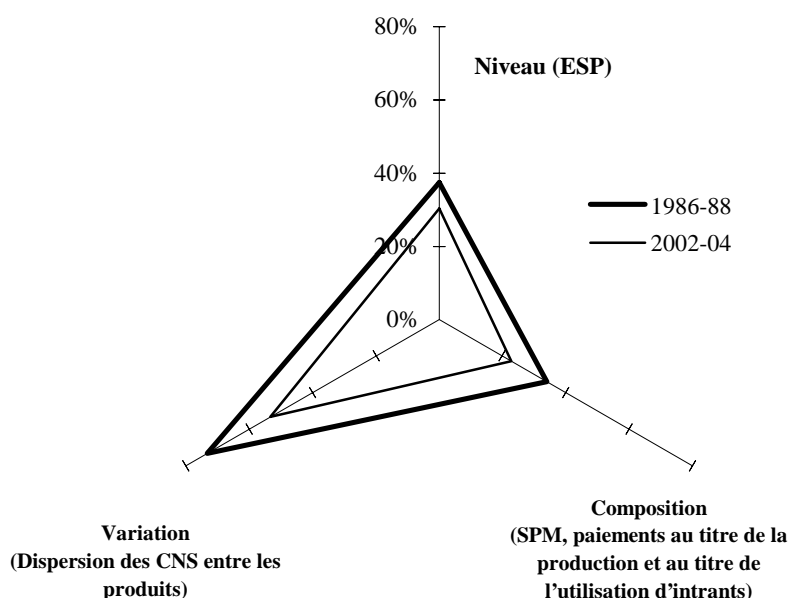 80%
Niveau (ESP)
60%
40%
1986-88
2002-04
20%
0%
Variation
(Dispersion des CNS entre les
produits)
Composition
(SPM, paiements au titre de la
production et au titre de
l'utilisation d'intrants)